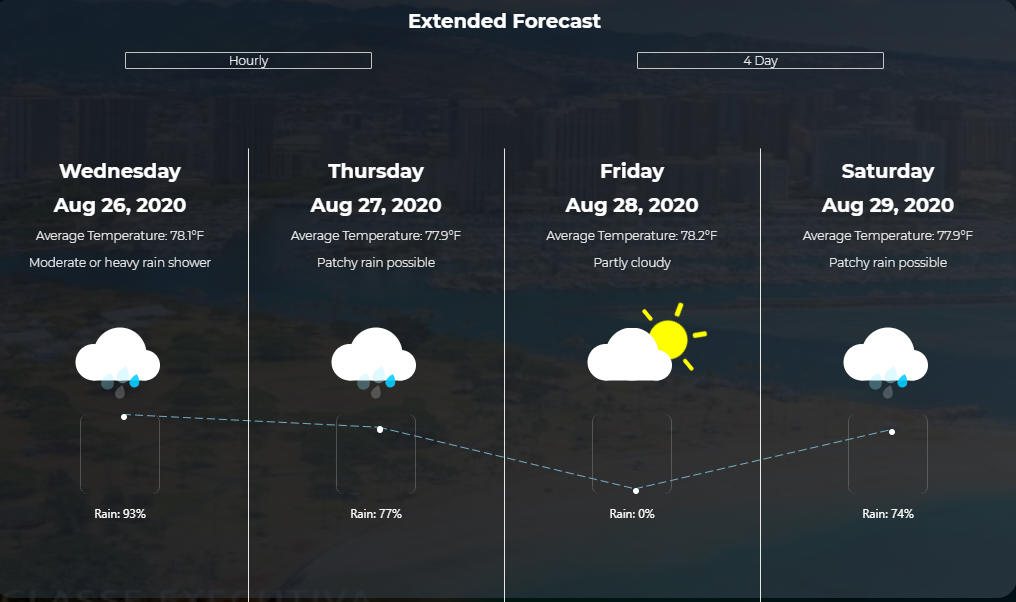 Extended Forecast
Hourly
4 Day
Wednesday
Aug 26, 2020
Average Temperature: 78.1°F
Moderate or heavy rain shower
Rain: 93%
Thursday
Aug 27, 2020
Average Temperature: 77.9°F
Patchy rain possible
Rain: 77%
Friday
Aug 28, 2020
Average Temperature: 78.2°F
Partly cloudy
Rain: 0%
Saturday
Aug 29, 2020
Average Temperature: 77.9°F
Patchy rain possible
Rain: 74%
CLASSE EXECUTIVA